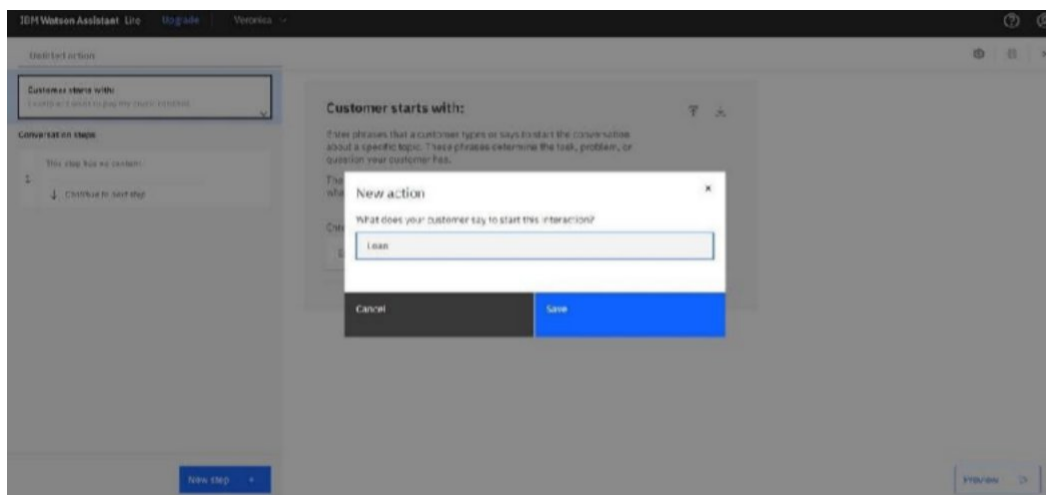 IBM Watson Assistant Lite Upgrade Veronica
Untitled action
Customer starts with:
Conversation steps
This step has no content
1
Continue to next step
New step +
Customer starts with:
Enter phrases that a customer types or says to start the conversation
about a specific topic. These phrases determine the task, problem, or
question your customer has.
New action
What does your customer say to start this interaction?
Loan
Cancel
Save
Preview